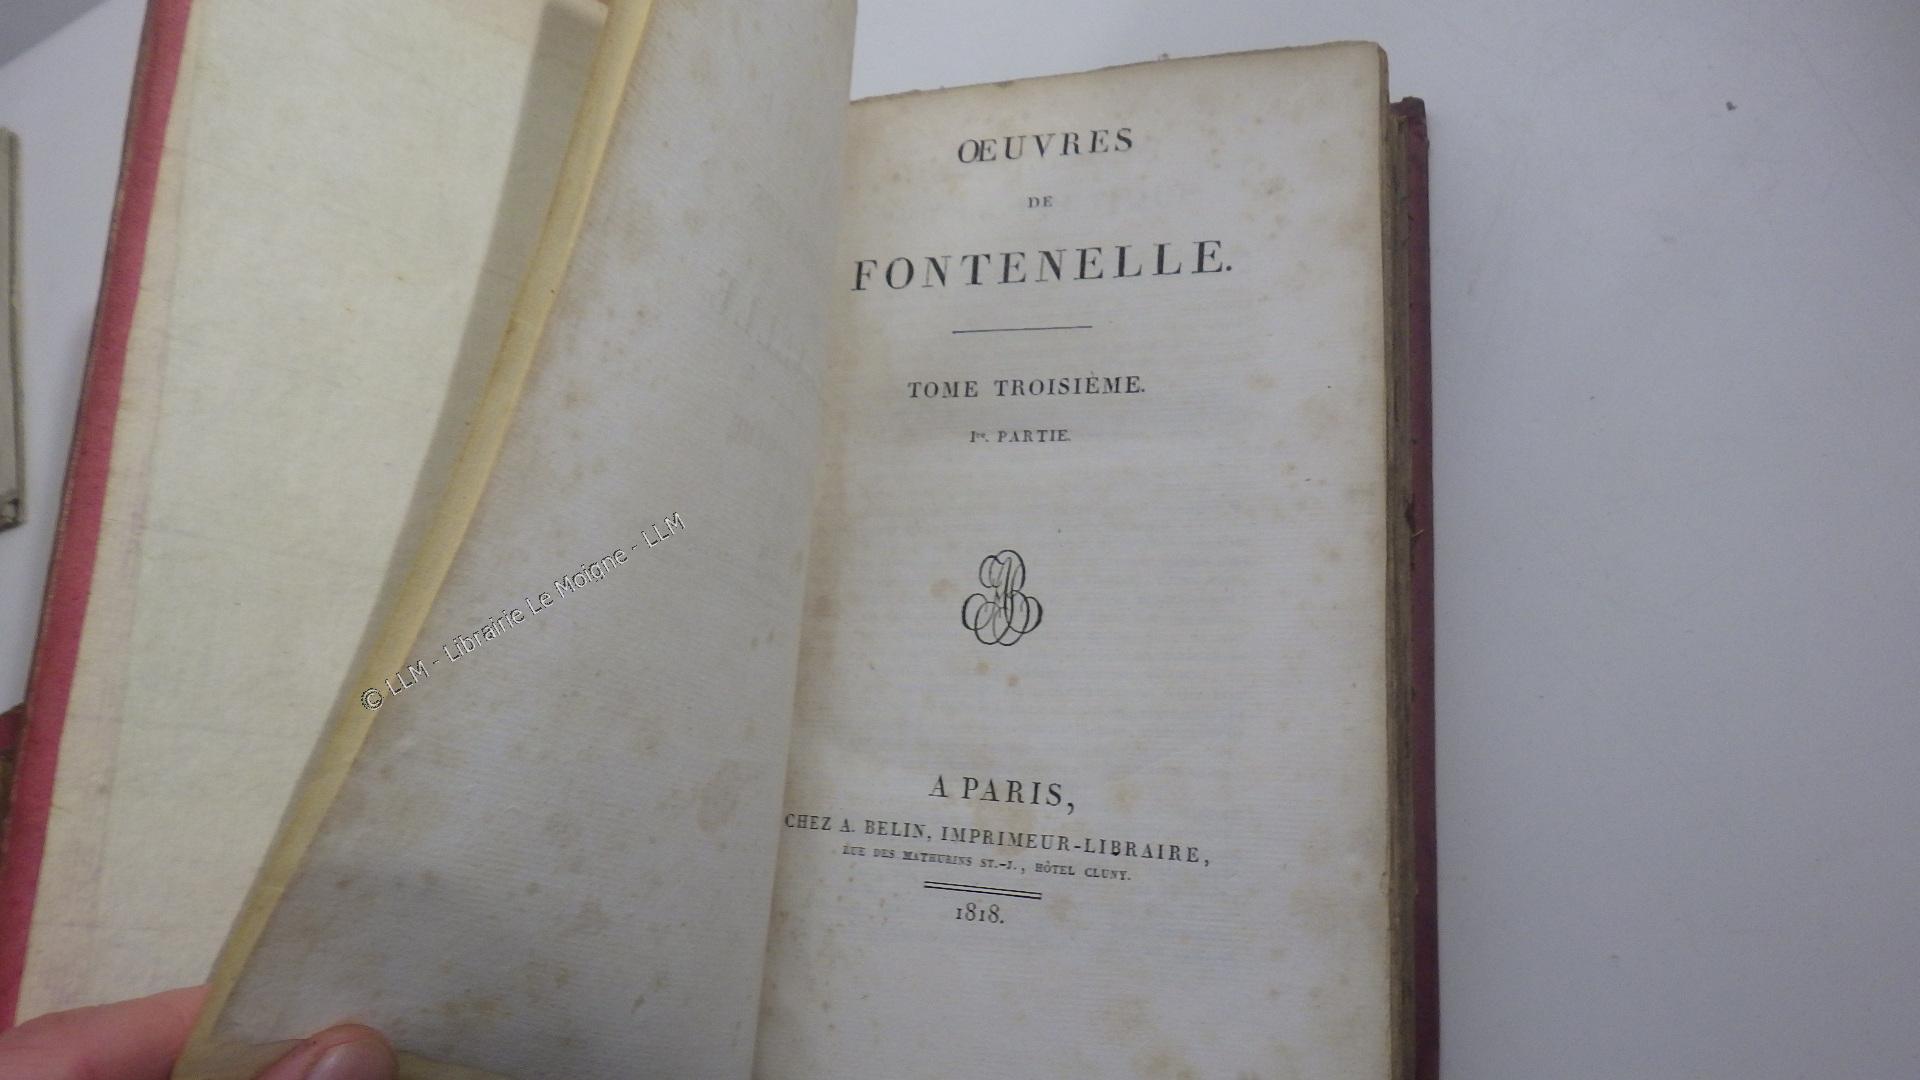 ŒUVRES
DE
FONTENELLE.
TOME TROISIÈME.
Iʳᵉ. PARTIE.
A PARIS,
CHEZ A. BELIN, IMPRIMEUR-LIBRAIRE,
RUE DES MATHURINS ST.-J., HÔTEL CLUNY.
1818.
© LLM - Librairie Le Moigne - LLM